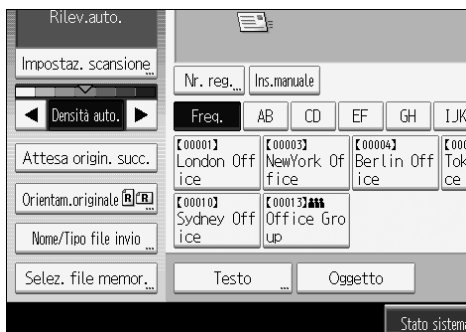 Rilev.auto.
Impostaz. scansione
Densità auto.
Attesa origin. succ.
Orientam.originale
Nome/Tipo file invio
Selez. file memor.
Nr. reg. Ins.manuale
Freq. AB CD EF GH IJK
[00001] [00003] [00004]
London Off NewYork Of Berlin Off Tok
ice fice ice
[00010] [00013]
Sydney Off Office Gro
ice up
Testo Oggetto
Stato sistema